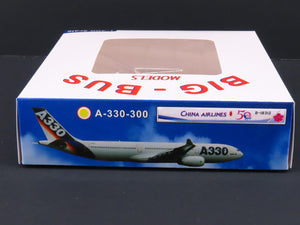 BIG-BUS
MODELS
A-330-300
CHINA AIRLINES 50
A330
A330